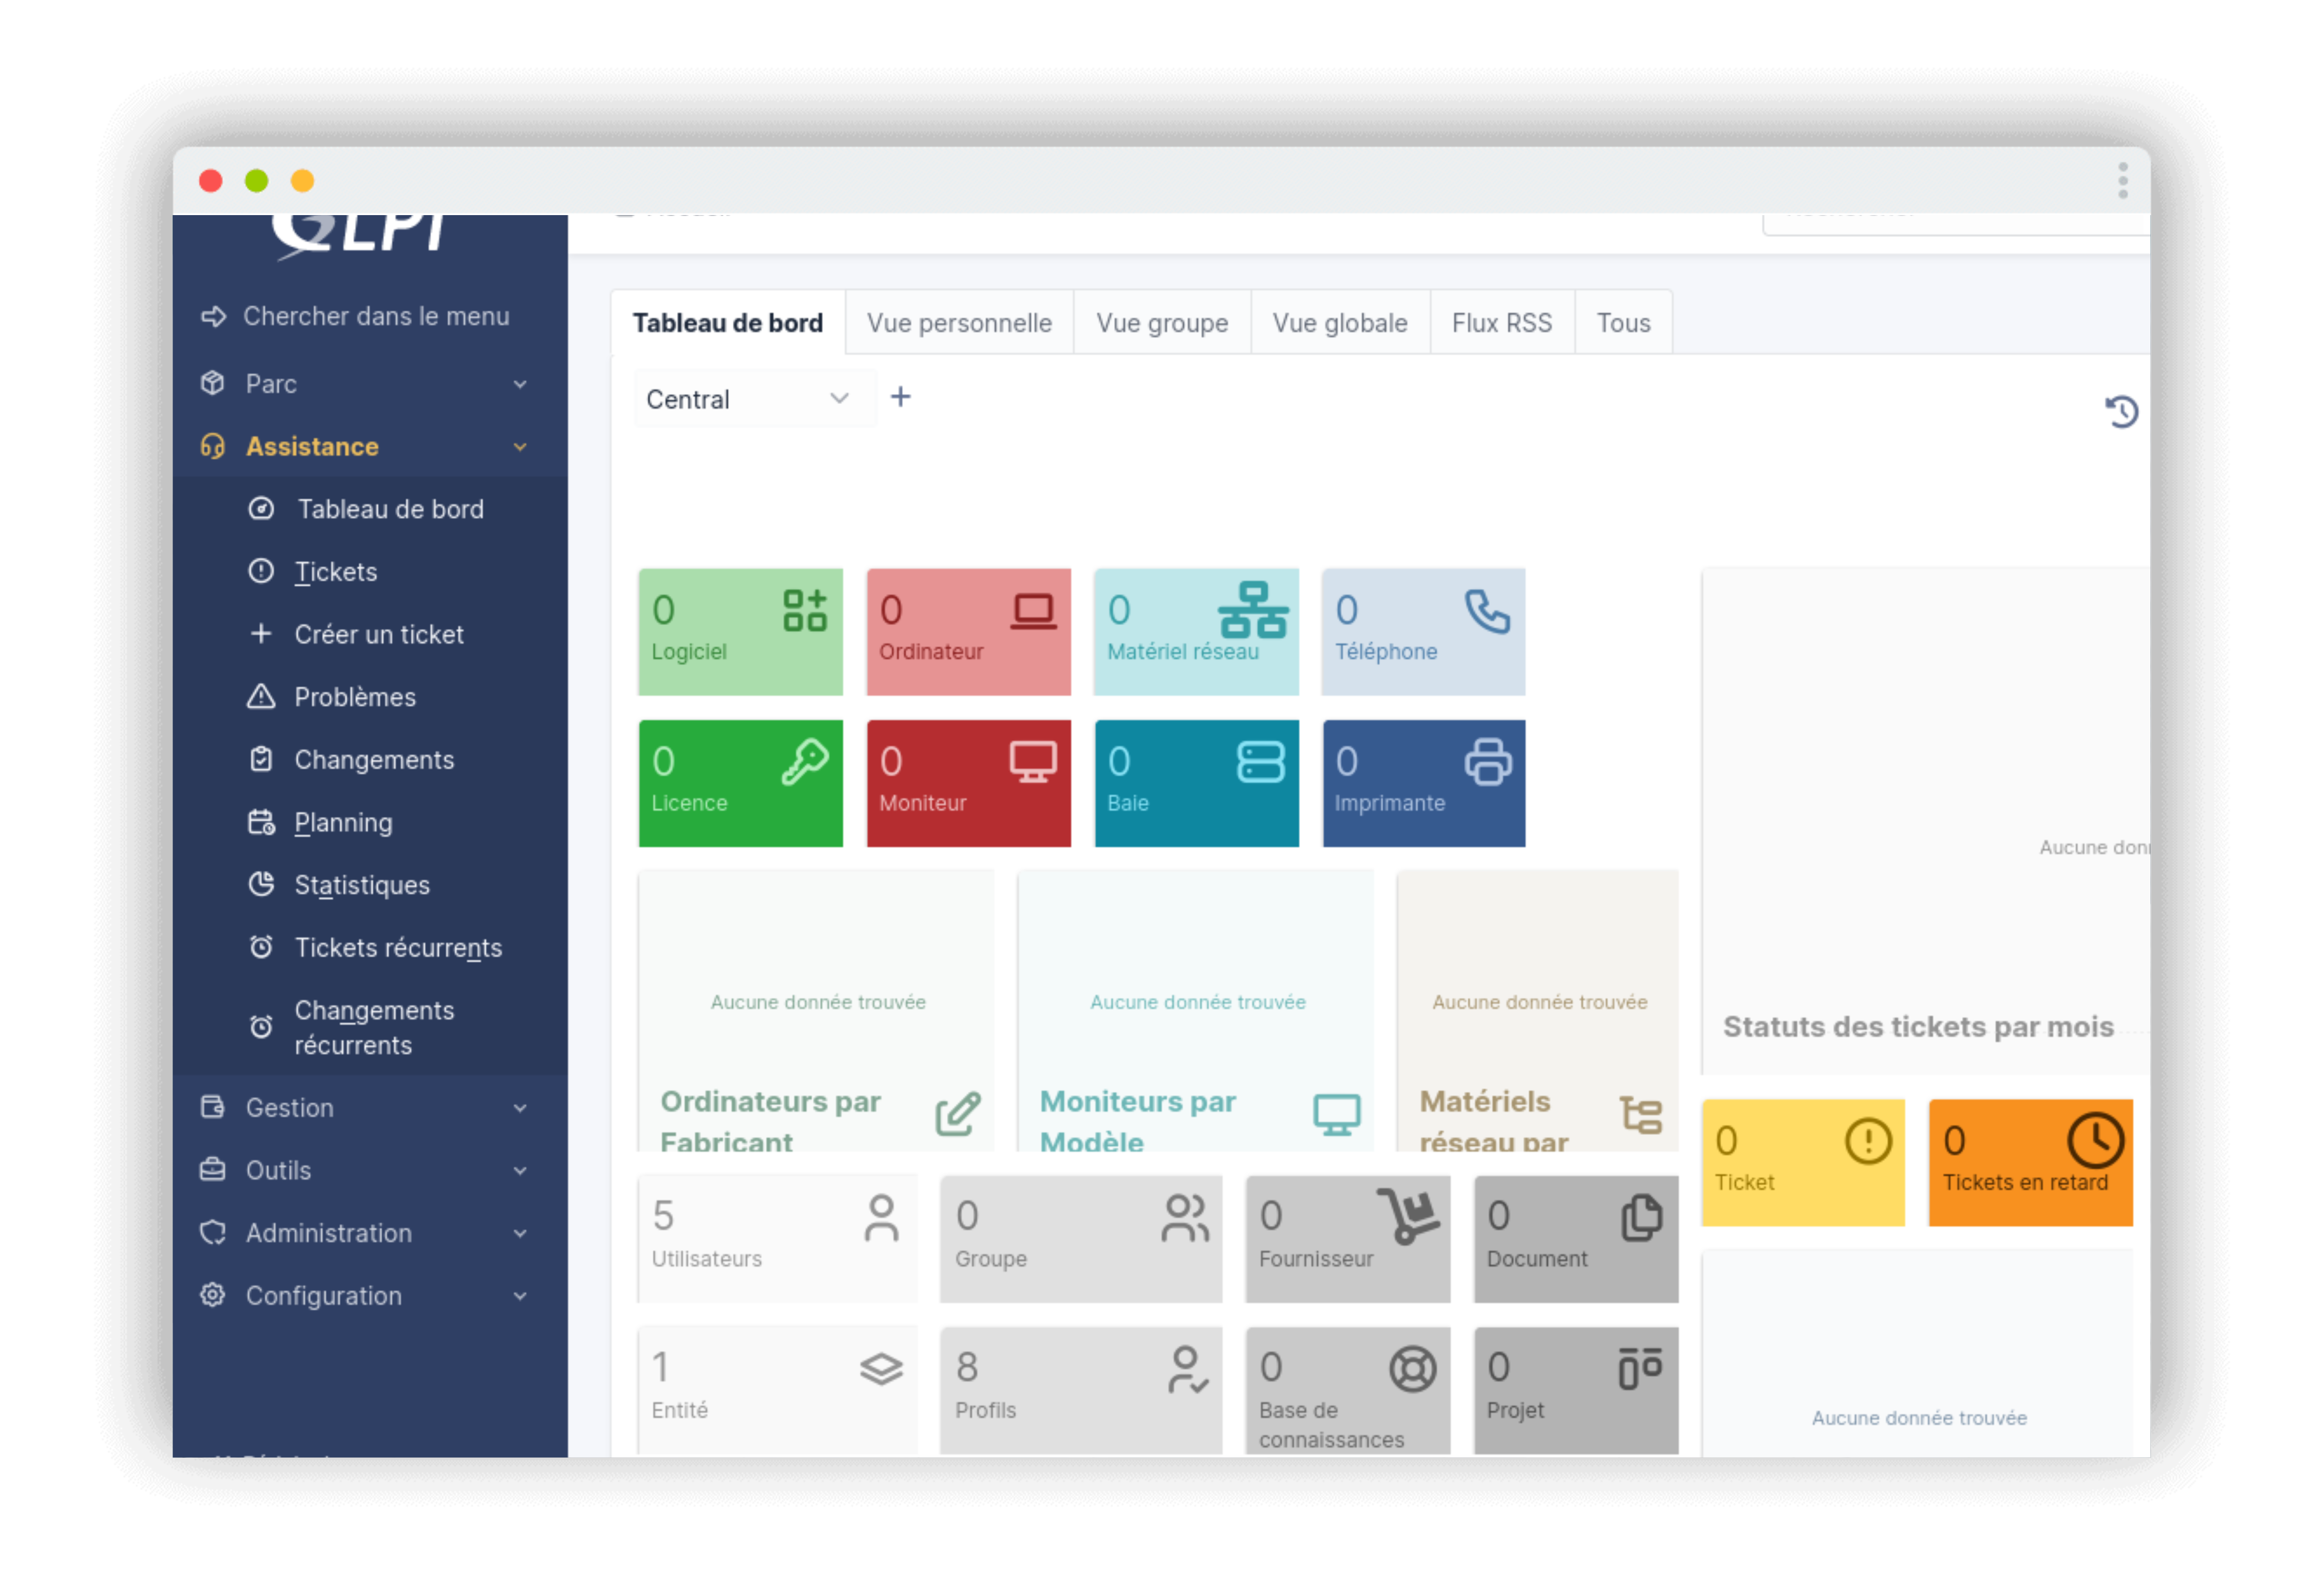 GLPI
Chercher dans le menu
Parc
Assistance
Tableau de bord
Tickets
Créer un ticket
Problèmes
Changements
Planning
Statistiques
Tickets récurrents
Changements
récurrents
Gestion
Outils
Administration
Configuration
Tableau de bord
Vue personnelle
Vue groupe
Vue globale
Flux RSS
Tous
Central
0
Logiciel
0
Ordinateur
0
Matériel réseau
0
Téléphone
0
Licence
0
Moniteur
0
Baie
0
Imprimante
Aucune donnée trouvée
Ordinateurs par
Fabricant
Aucune donnée trouvée
Moniteurs par
Modèle
Aucune donnée trouvée
Matériels
réseau par
5
Utilisateurs
0
Groupe
0
Fournisseur
0
Document
1
Entité
8
Profils
0
Base de
connaissances
0
Projet
Aucune
Statuts des tickets par mois
0
Ticket
0
Tickets en retard
Aucune donnée trouvée